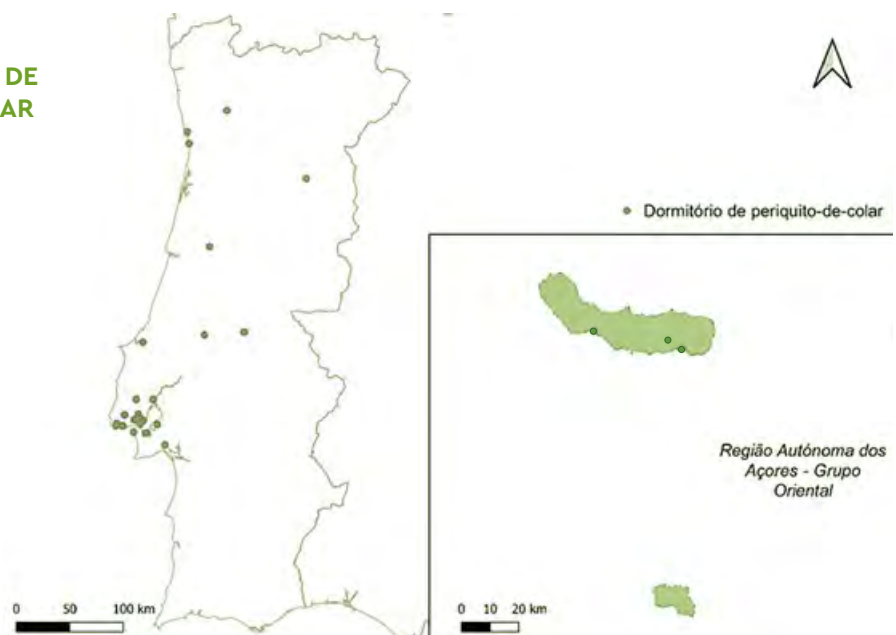 DE
AR
Dormitório de periquito-de-colar
Região Autónoma dos
Açores - Grupo
Oriental
0 50 100 km
0 10 20 km